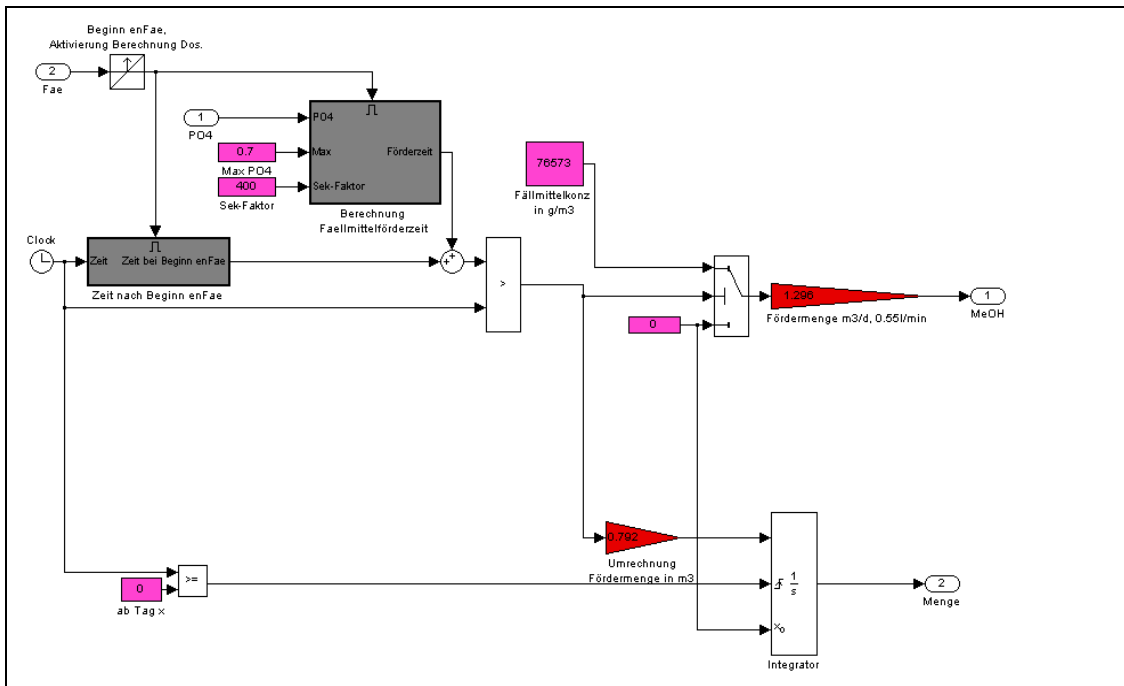 Beginn enFae,
Aktivierung Berechnung Dos.
2
Fae
1
PO4
PO4
Max
Förderzeit
Sek-Faktor
0.7
Max PO4
400
Sek-Faktor
Berechnung
Faellmittelförderzeit
76573
Fällmittelkonz
in g/m3
Clock
Zeit
Zeit bei Beginn enFae
Zeit nach Beginn enFae
++
>
0
1.296
Fördermenge m3/d, 0.55l/min
1
MeOH
0.792
Umrechnung
Fördermenge in m3
0
ab Tag x
>=
1
s
xo
Integrator
2
Menge